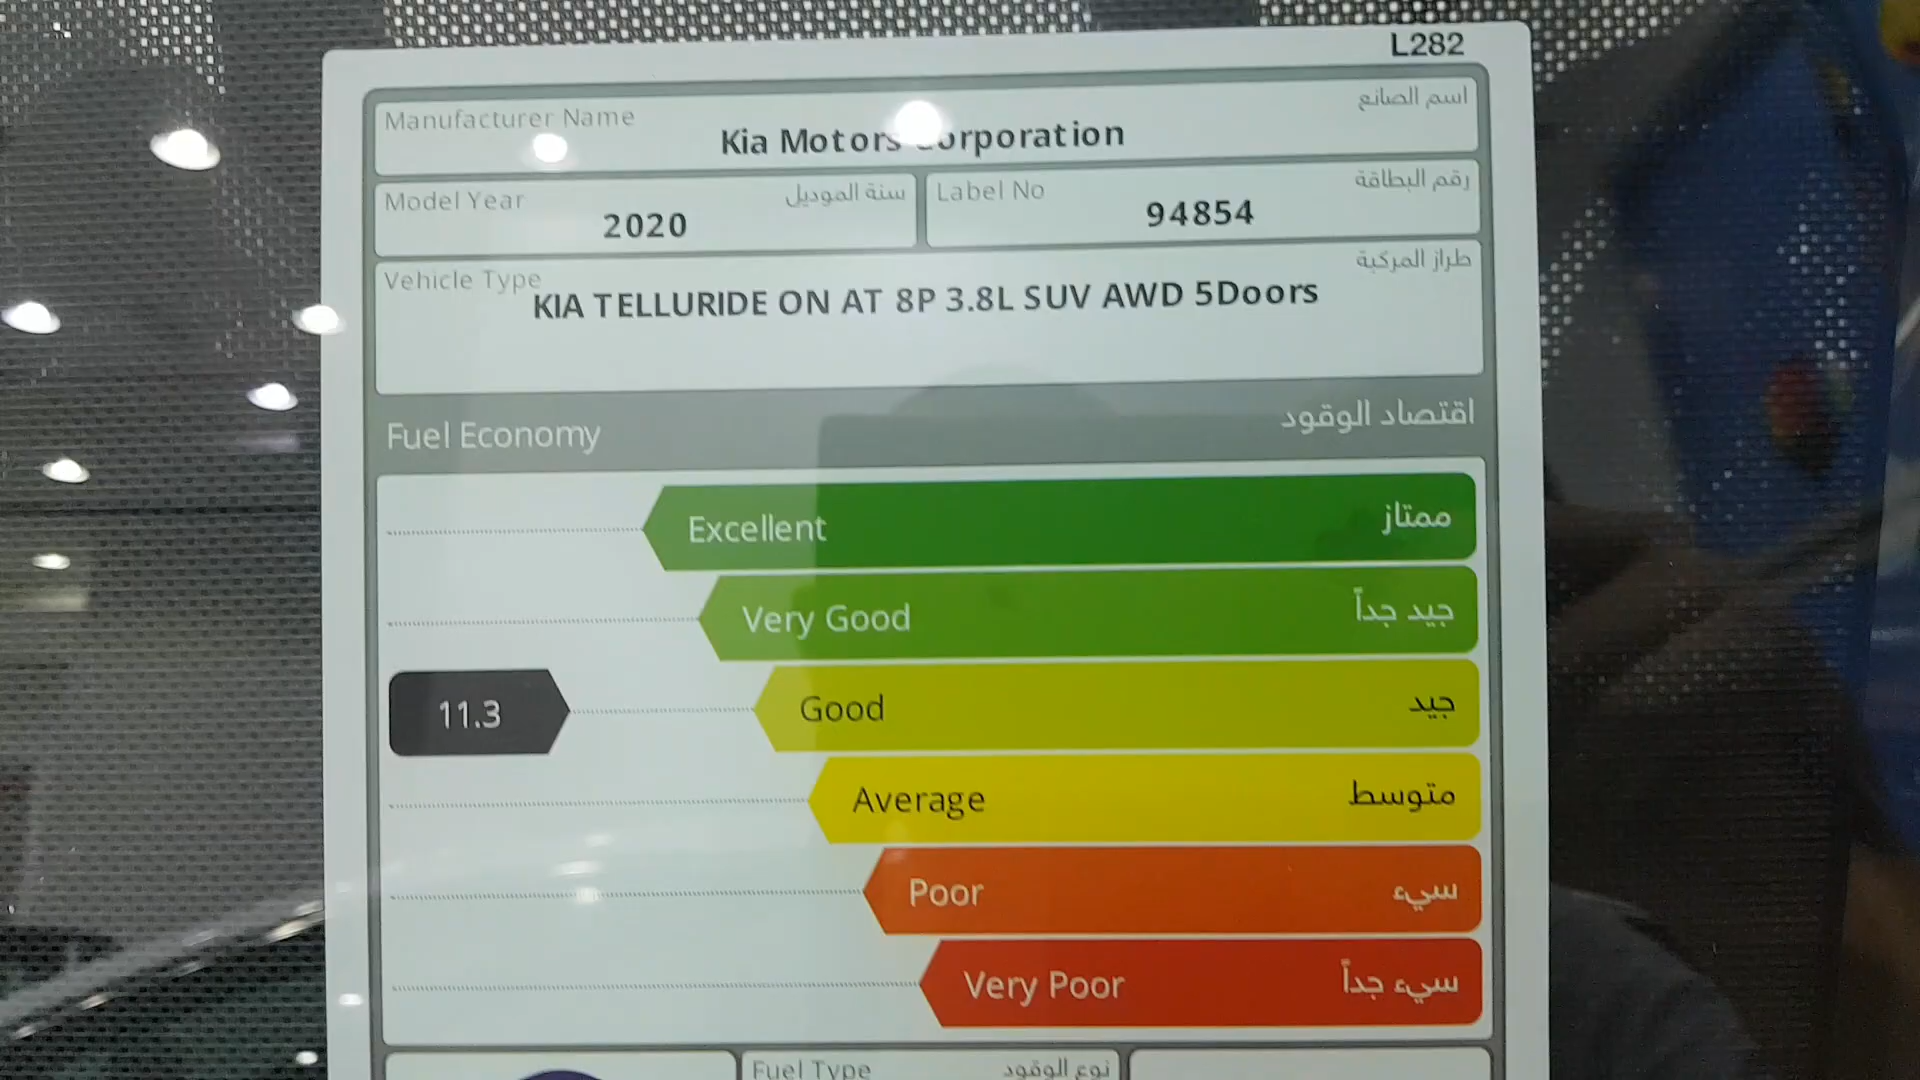 L282
Manufacturer Name
اسم الصانع
Kia Motors Corporation
Model Year
سنة الموديل
2020
Label No
رقم البطاقة
94854
Vehicle Type
طراز المركبة
KIA TELLURIDE ON AT 8P 3.8L SUV AWD 5Doors
Fuel Economy
اقتصاد الوقود
Excellent
ممتاز
Very Good
جيد جداً
11.3
Good
جيد
Average
متوسط
Poor
سيء
Very Poor
سيء جداً
Fuel Type
نوع الوقود